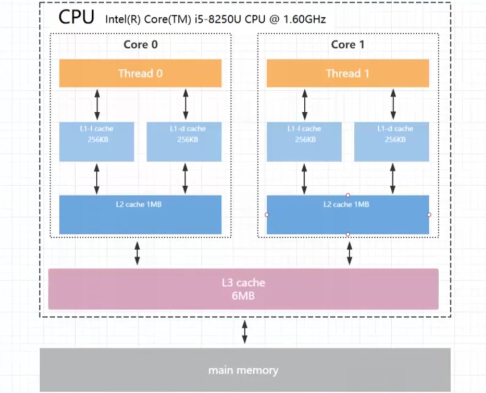 CPU Intel(R) Core(TM) i5-8250U CPU @ 1.60GHz
Core 0
Core 1
Thread 0
Thread 1
L1-I cache
256KB
L1-d cache
256KB
L1-I cache
256KB
L1-d cache
256KB
L2 cache 1MB
L2 cache 1MB
L3 cache
6MB
main memory